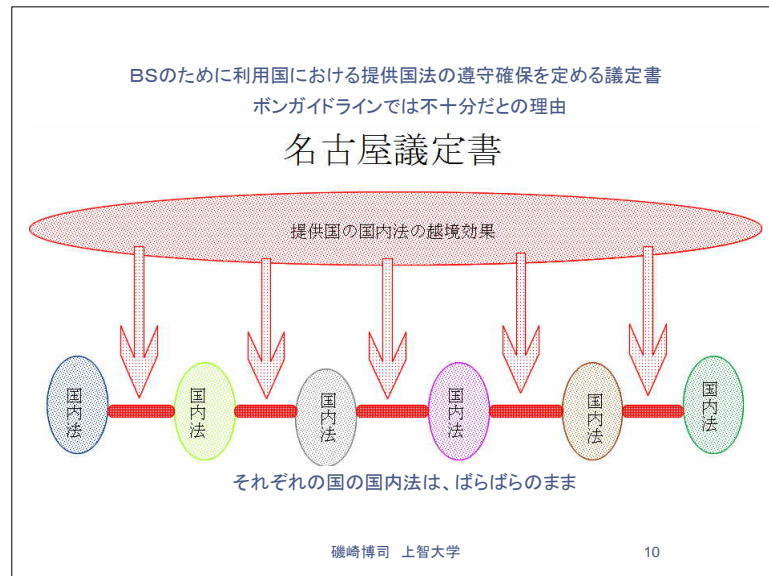 BSのために利用国における提供国法の遵守確保を定める議定書
ボンガイドラインでは不十分だとの理由
名古屋議定書
提供国の国内法の越境効果
国内法
国内法
国内法
国内法
国内法
国内法
それぞれの国の国内法は、ばらばらのまま
磯崎博司 上智大学 10